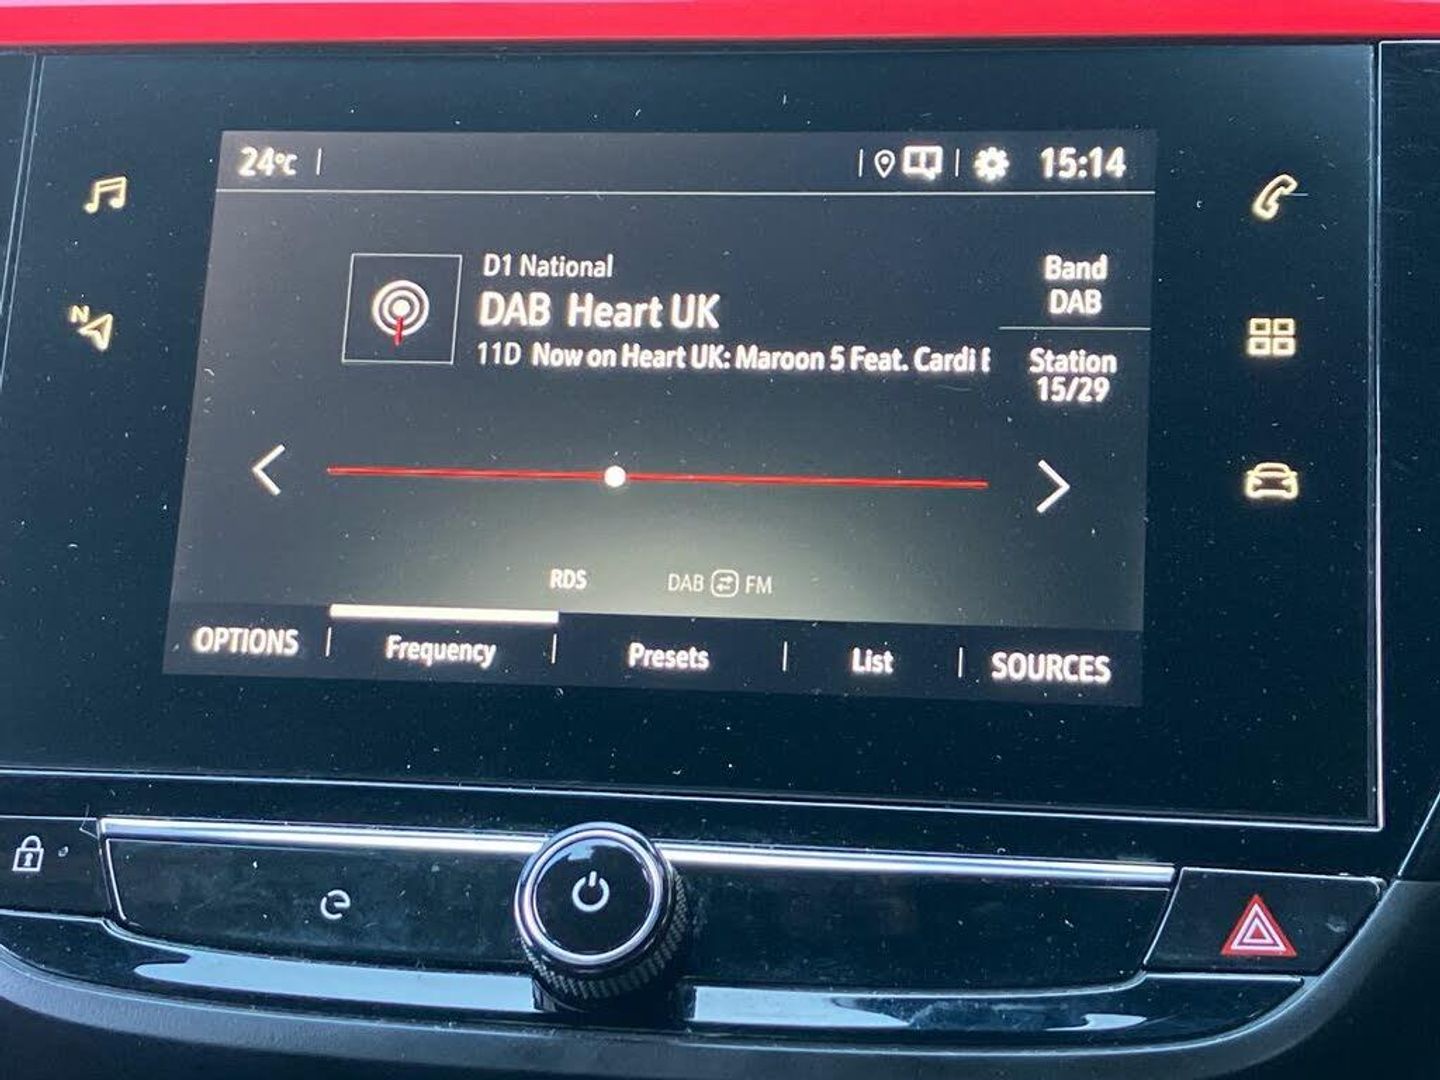 24°C
15:14
N
D1 National
DAB Heart UK
11D Now on Heart UK: Maroon 5 Feat. Cardi
Band
DAB
Station
15/29
RDS
DAB FM
OPTIONS
Frequency
Presets
List
SOURCES